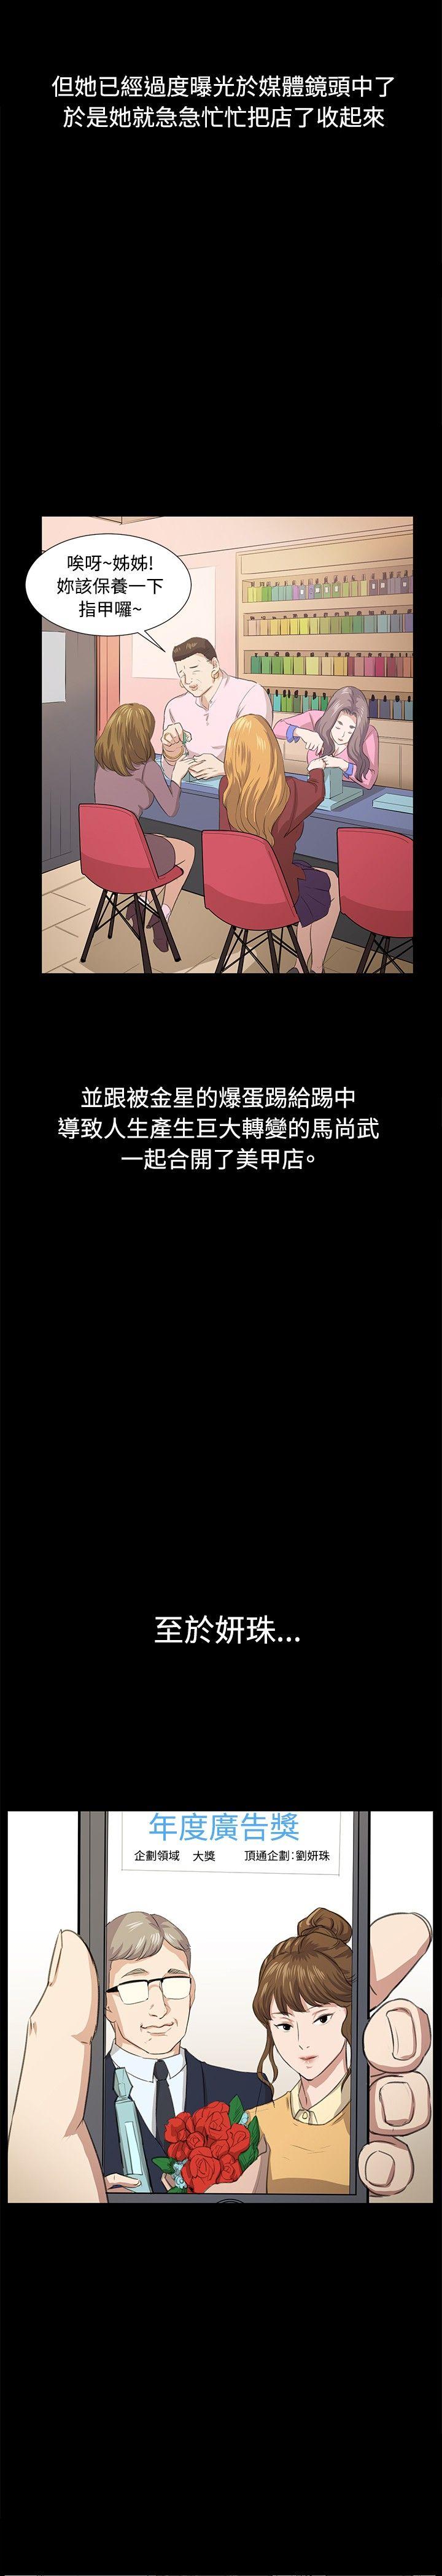 但她已經過度曝光於媒體鏡頭中了
於是她就急急忙忙把店了收起來
唉呀~姊姊!
妳該保養一下
指甲囉~
並跟被金星的爆蛋踢給踢中
導致人生產生巨大轉變的馬尚武
一起合開了美甲店。
至於妍珠...
年度廣告獎
企劃領域 大獎 頂通企劃:劉妍珠